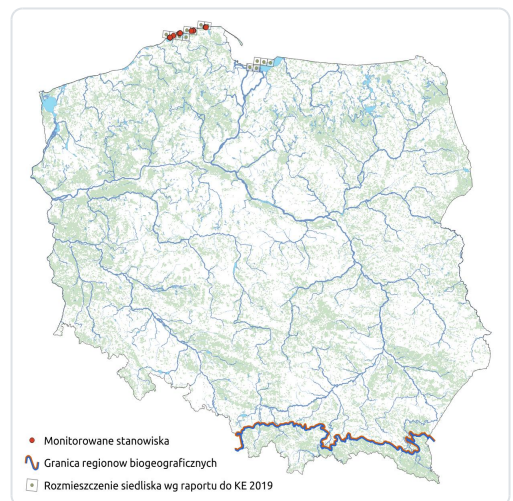 Monitorowane stanowiska
Granica regionow biogeograficznych
Rozmieszczenie siedliska wg raportu do KE 2019